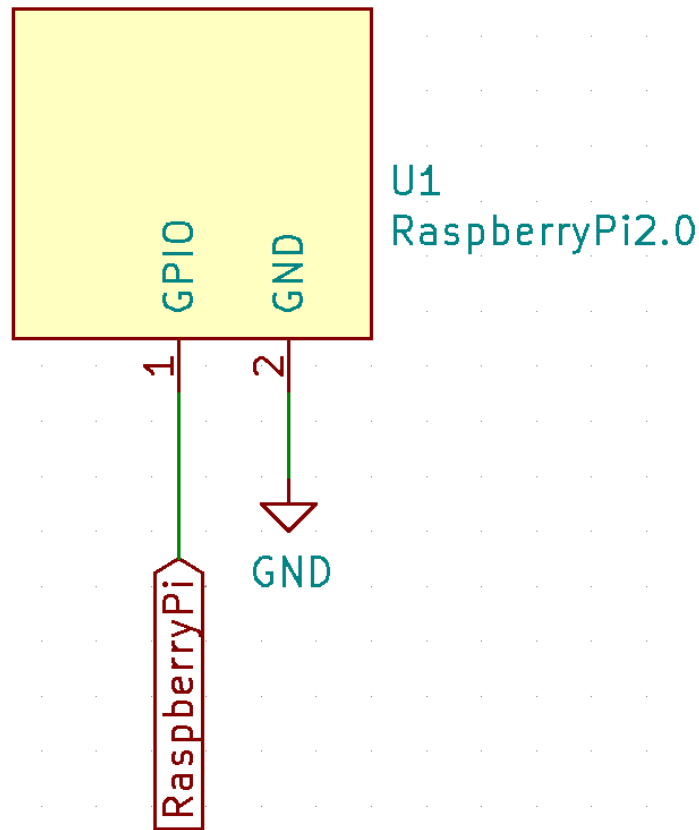 U1
RaspberryPi2.0
GPIO
GND
1
2
GND
RaspberryPi